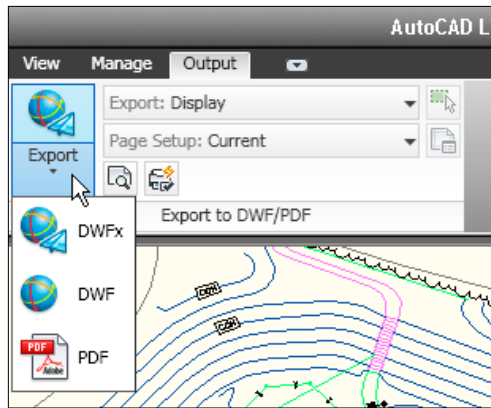 AutoCAD L
View Manage Output
Export: Display
Page Setup: Current
Export
Export to DWF/PDF
DWFx
DWF
PDF
Adobe
PDF